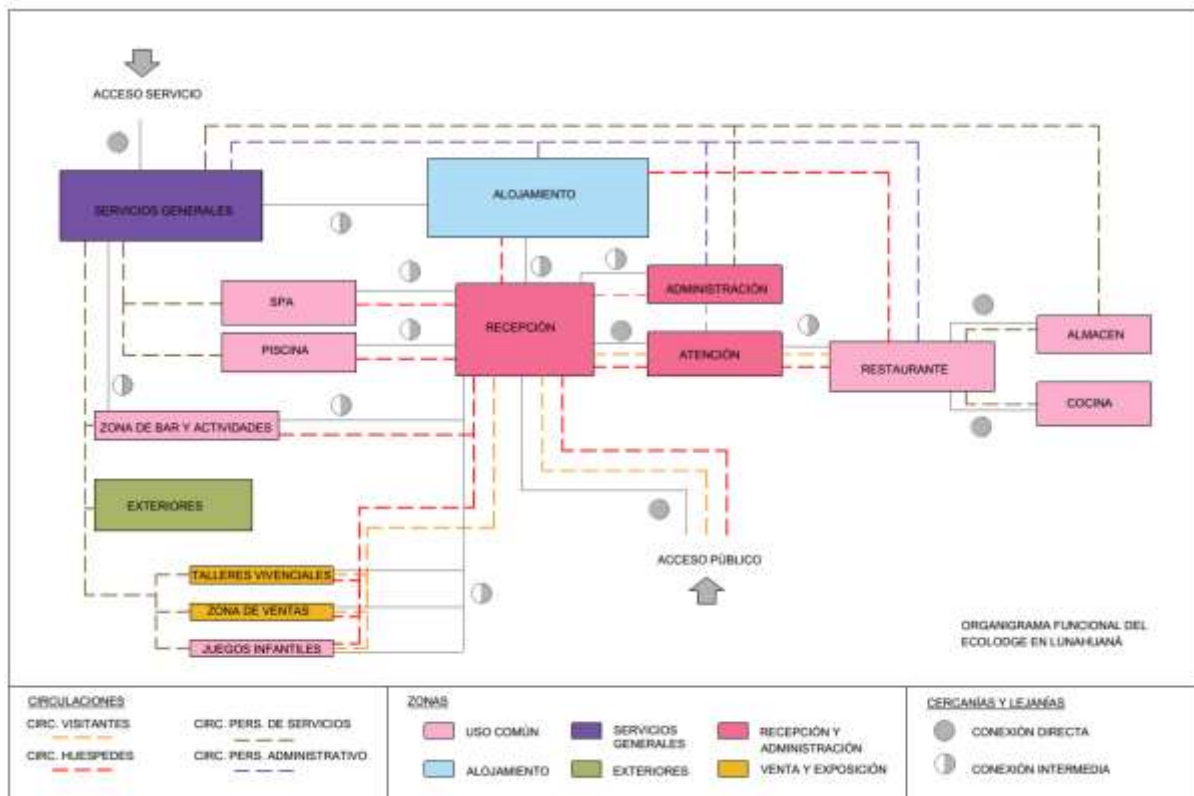 ACCESO SERVICIO
SERVICIOS GENERALES
ALOJAMIENTO
SPA
RECEPCIÓN
ADMINISTRACIÓN
PISCINA
ATENCIÓN
RESTAURANTE
ALMACEN
COCINA
ZONA DE BAR Y ACTIVIDADES
EXTERIORES
ACCESO PÚBLICO
TALLERES VIVENCIALES
ZONA DE VENTAS
JUEGOS INFANTILES
ORGANIGRAMA FUNCIONAL DEL
ECOLODGE EN LUNAHUANÁ
CIRCULACIONES
CIRC. VISITANTES
CIRC. PERS. DE SERVICIOS
CIRC. HUESPEDES
CIRC. PERS. ADMINISTRATIVO
ZONAS
USO COMÚN
SERVICIOS
GENERALES
RECEPCIÓN Y
ADMINISTRACIÓN
ALOJAMIENTO
EXTERIORES
VENTA Y EXPOSICIÓN
CERCANÍAS Y LEJANÍAS
CONEXIÓN DIRECTA
CONEXIÓN INTERMEDIA